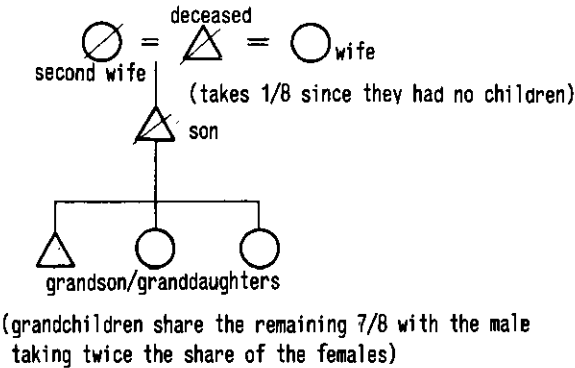 deceased
= =
wife
second wife
(takes 1/8 since they had no children)
son
grandson/granddaughters
(grandchildren share the remaining 7/8 with the male
taking twice the share of the females)